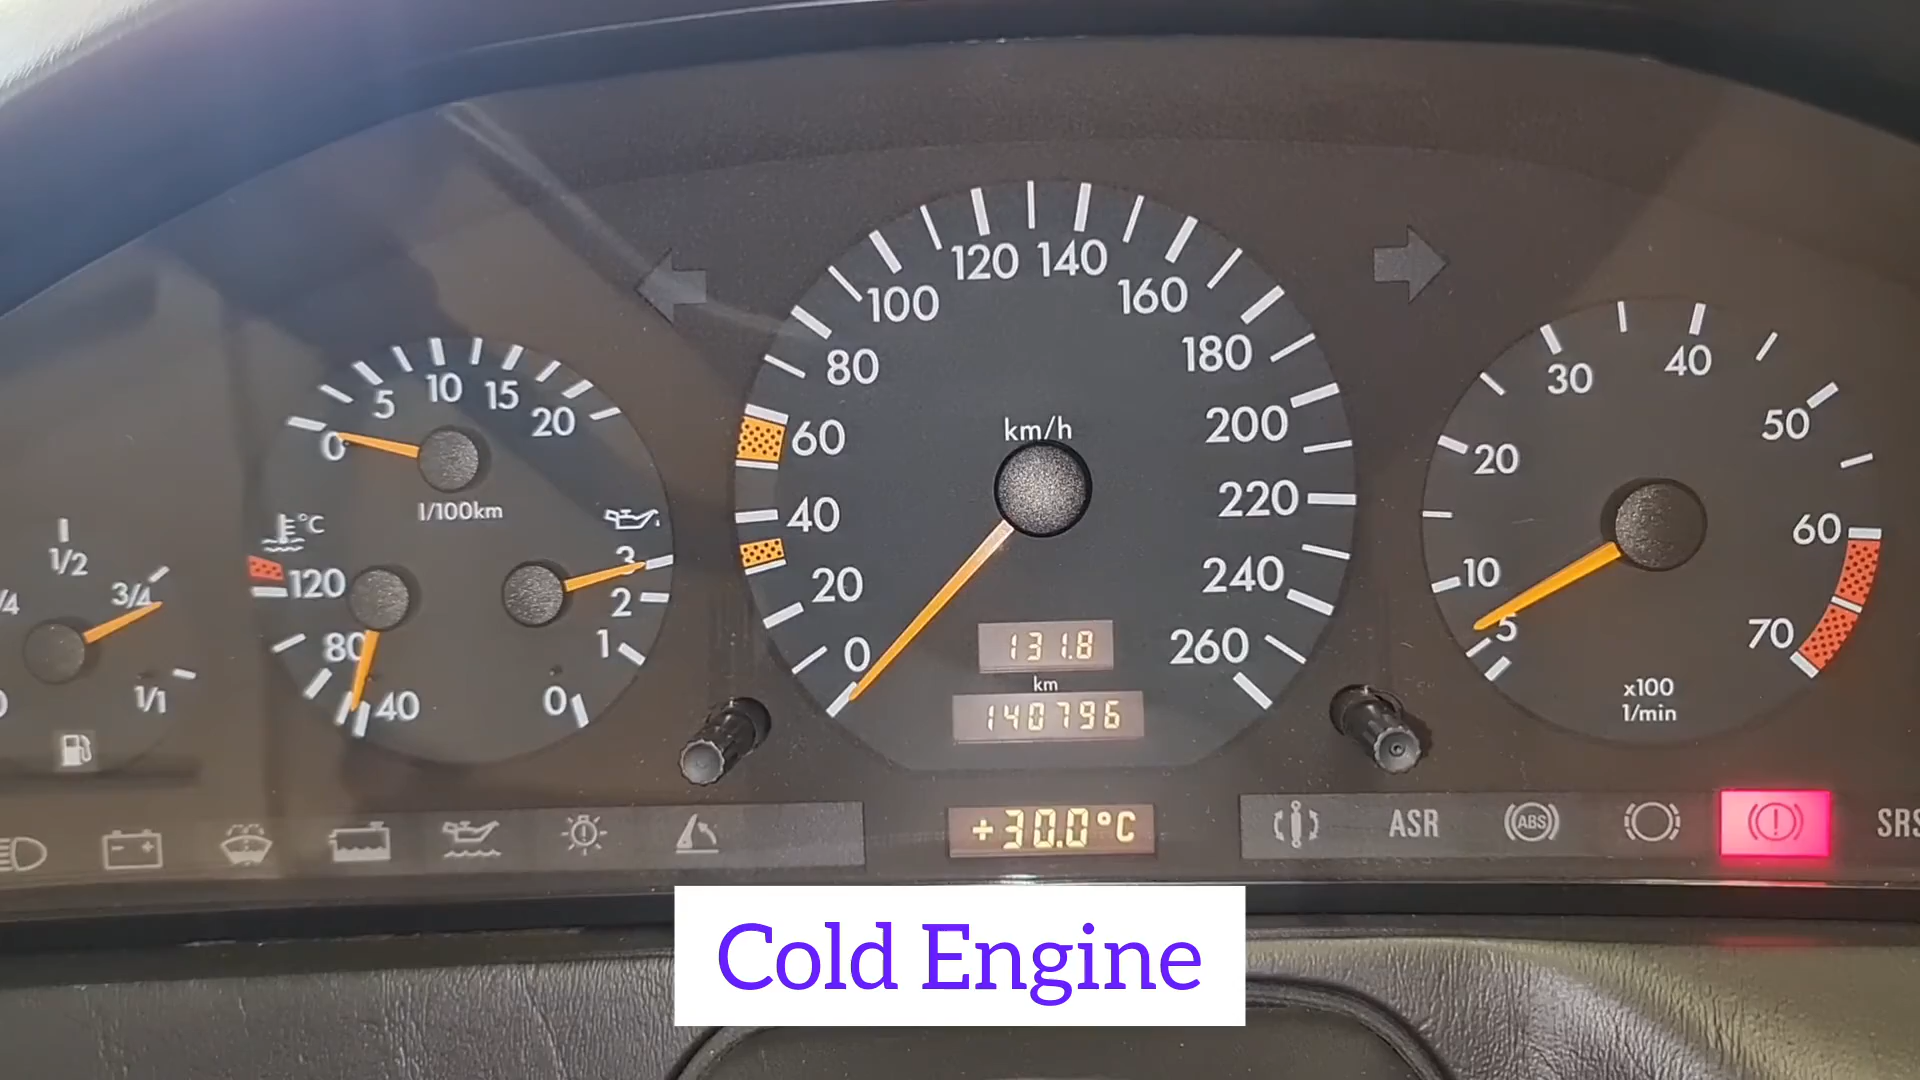 120 140
100 160
80 180
60 200
40 220
20 240
0 260
km/h
131.8
km
140796
+30.0°C
0 5 10 15 20
l/100km
°C
120
80
40
3
2
1
0
1/2
3/4
1/1
5 10 20 30 40 50 60 70
x100
1/min
ASR
ABS
SRS
Cold Engine